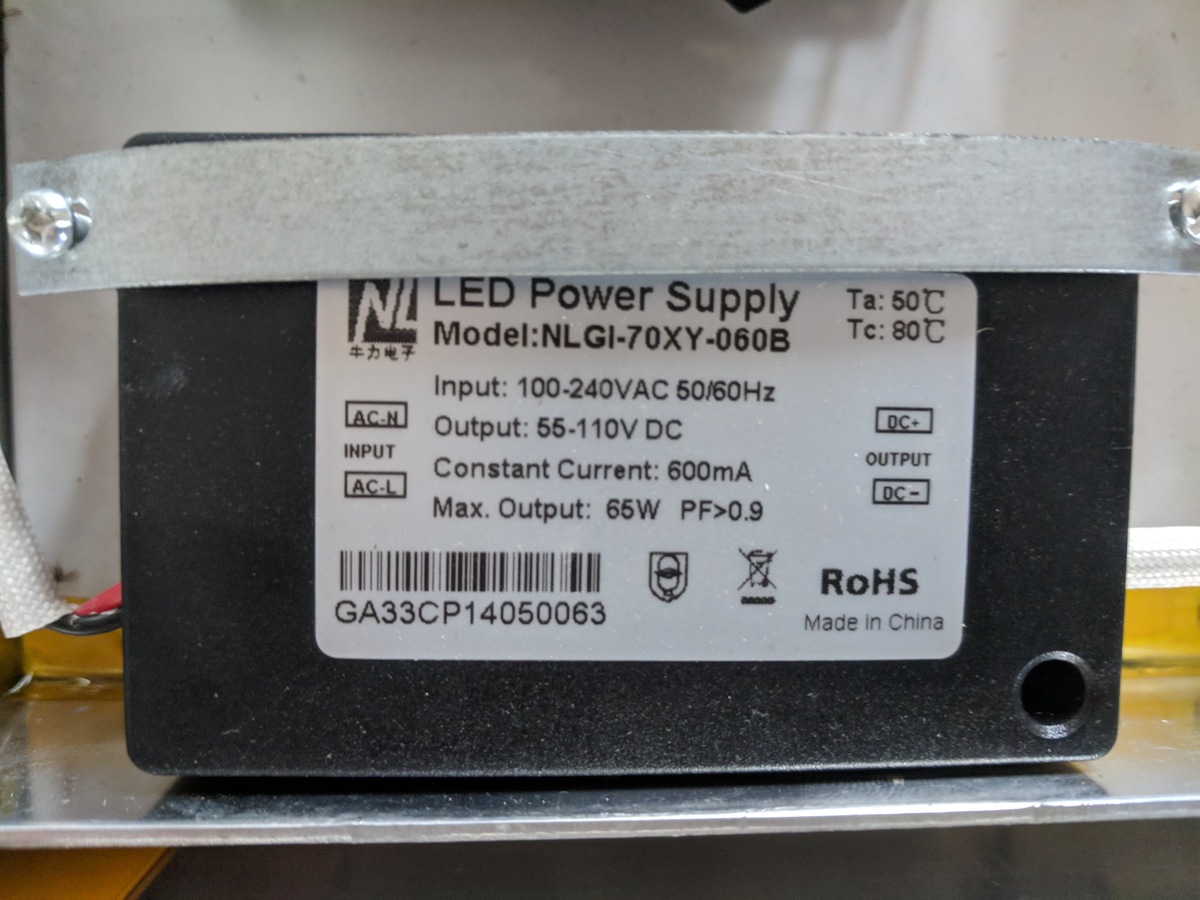 NL
牛力电子
LED Power Supply
Model:NLGI-70XY-060B
Ta: 50℃
Tc: 80℃
Input: 100-240VAC 50/60Hz
Output: 55-110V DC
Constant Current: 600mA
Max. Output: 65W PF>0.9
AC-N
INPUT
AC-L
DC+
OUTPUT
DC-
GA33CP14050063
RoHS
Made in China